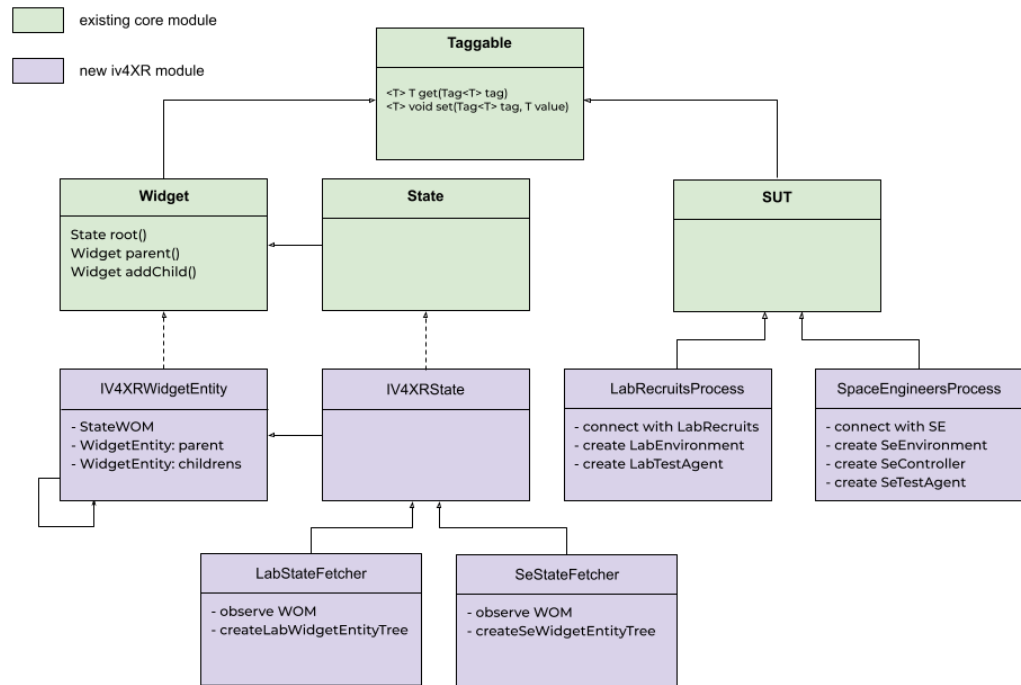 existing core module
new iv4XR module
Taggable
<T> T get(Tag<T> tag)
<T> void set(Tag<T> tag, T value)
Widget
State root()
Widget parent()
Widget addChild()
State
SUT
IV4XRWidgetEntity
- StateWOM
- WidgetEntity: parent
- WidgetEntity: childrens
IV4XRState
LabRecruitsProcess
- connect with LabRecruits
- create LabEnvironment
- create LabTestAgent
SpaceEngineersProcess
- connect with SE
- create SeEnvironment
- create SeController
- create SeTestAgent
LabStateFetcher
- observe WOM
- createLabWidgetEntityTree
SeStateFetcher
- observe WOM
- createSeWidgetEntityTree